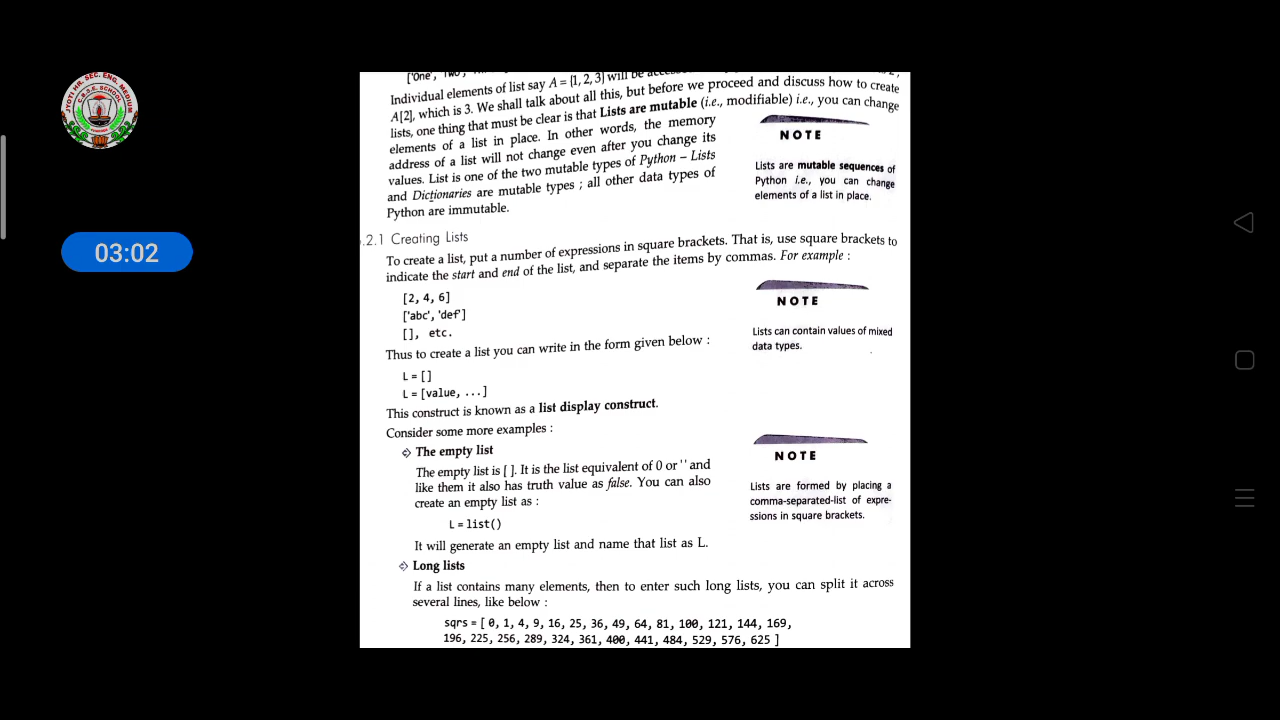 JYOTI HR. SEC. ENG. MEDIUM
C.B.S.E. SCHOOL
03:02
['One',
Individual elements of list say A = [1, 2, 3] will be
A[2], which is 3. We shall talk about all this, but before we proceed and discuss how to create
lists, one thing that must be clear is that Lists are mutable (i.e., modifiable) i.e., you can change
elements of a list in place. In other words, the memory
address of a list will not change even after you change its
values. List is one of the two mutable types of Python – Lists
and Dictionaries are mutable types ; all other data types of
Python are immutable.
NOTE
Lists are mutable sequences of
Python i.e., you can change
elements of a list in place.
.2.1 Creating Lists
To create a list, put a number of expressions in square brackets. That is, use square brackets to
indicate the start and end of the list, and separate the items by commas. For example :
[2, 4, 6]
['abc', 'def']
[], etc.
Thus to create a list you can write in the form given below :
NOTE
Lists can contain values of mixed
data types.
L = []
L = [value, ...]
This construct is known as a list display construct.
Consider some more examples :
The empty list
The empty list is [ ]. It is the list equivalent of 0 or ' ' and
like them it also has truth value as false. You can also
create an empty list as :
L = list()
It will generate an empty list and name that list as L.
NOTE
Lists are formed by placing a
comma-separated-list of expre-
ssions in square brackets.
Long lists
If a list contains many elements, then to enter such long lists, you can split it across
several lines, like below :
sqrs = [ 0, 1, 4, 9, 16, 25, 36, 49, 64, 81, 100, 121, 144, 169,
196, 225, 256, 289, 324, 361, 400, 441, 484, 529, 576, 625 ]